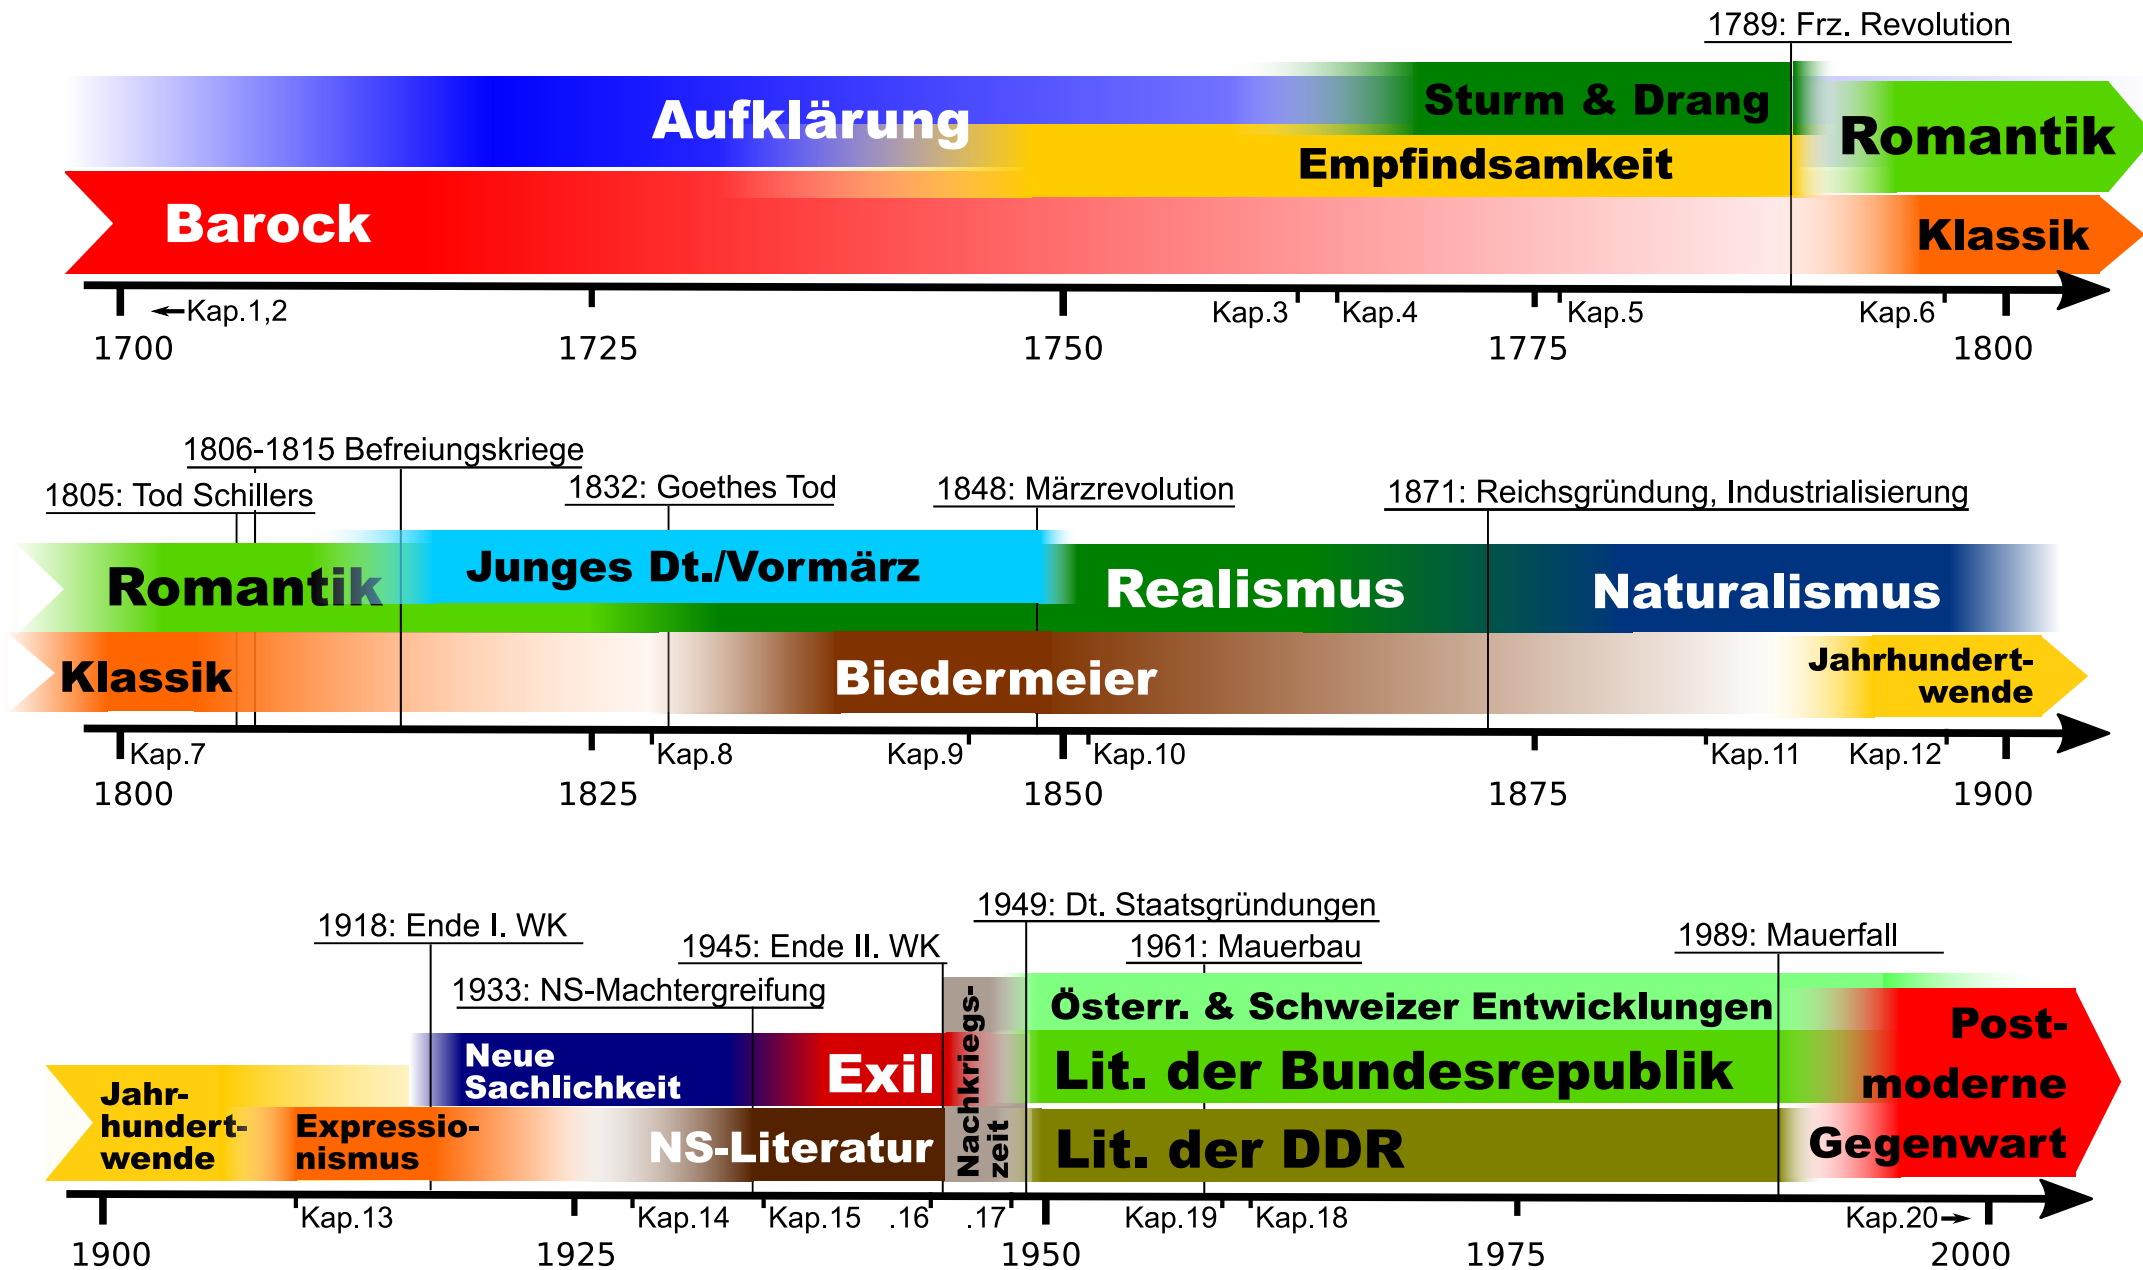 1789: Frz. Revolution
Aufklärung
Sturm & Drang
Empfindsamkeit
Romantik
Barock
Klassik
←Kap.1,2
Kap.3
Kap.4
Kap.5
Kap.6
1700
1725
1750
1775
1800
1806-1815 Befreiungskriege
1805: Tod Schillers
1832: Goethes Tod
1848: Märzrevolution
1871: Reichsgründung, Industrialisierung
Romantik
Junges Dt./Vormärz
Realismus
Naturalismus
Klassik
Biedermeier
Jahrhundert-
wende
Kap.7
Kap.8
Kap.9
Kap.10
Kap.11
Kap.12
1800
1825
1850
1875
1900
1918: Ende I. WK
1933: NS-Machtergreifung
1945: Ende II. WK
1949: Dt. Staatsgründungen
1961: Mauerbau
1989: Mauerfall
Jahr-
hundert-
wende
Expressio-
nismus
Neue
Sachlichkeit
Exil
NS-Literatur
Nachkriegs-
zeit
Österr. & Schweizer Entwicklungen
Lit. der Bundesrepublik
Lit. der DDR
Post-
moderne
Gegenwart
Kap.13
Kap.14
Kap.15
.16
.17
Kap.19
Kap.18
Kap.20→
1900
1925
1950
1975
2000